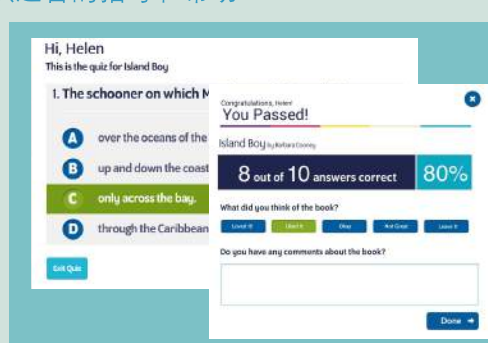 Hi, Helen
This is the quiz for Island Boy
1. The schooner on which M
A over the oceans of the
B up and down the coast
C only across the bay.
D through the Caribbean
Exit Quiz
Congratulations, Helen!
You Passed!
Island Boy by Barbara Cooney
8 out of 10 answers correct 80%
What did you think of the book?
Loved it! Liked it Okay Not Great Leave it
Do you have any comments about the book?
Done